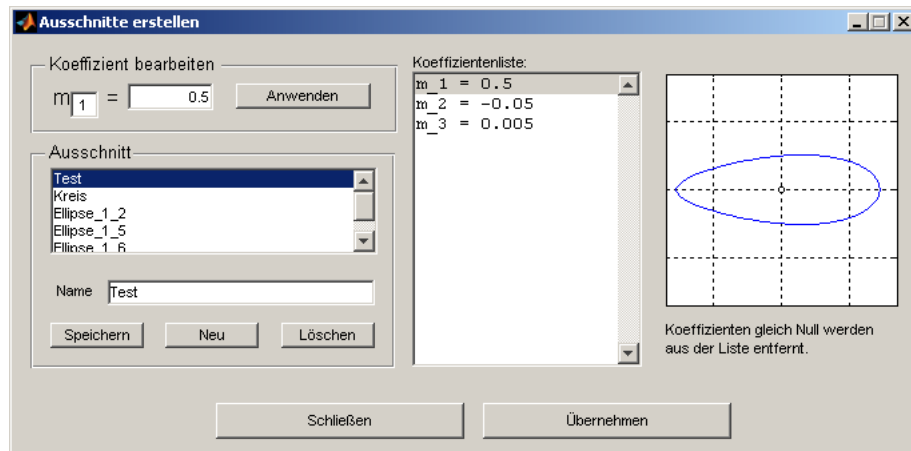 Ausschnitte erstellen
Koeffizient bearbeiten
m 1 = 0.5 Anwenden
Ausschnitt
Test
Kreis
Ellipse_1_2
Ellipse_1_5
Ellipse_1_6
Name Test
Speichern Neu Löschen
Koeffizientenliste:
m_1 = 0.5
m_2 = -0.05
m_3 = 0.005
Koeffizienten gleich Null werden
aus der Liste entfernt.
Schließen Übernehmen